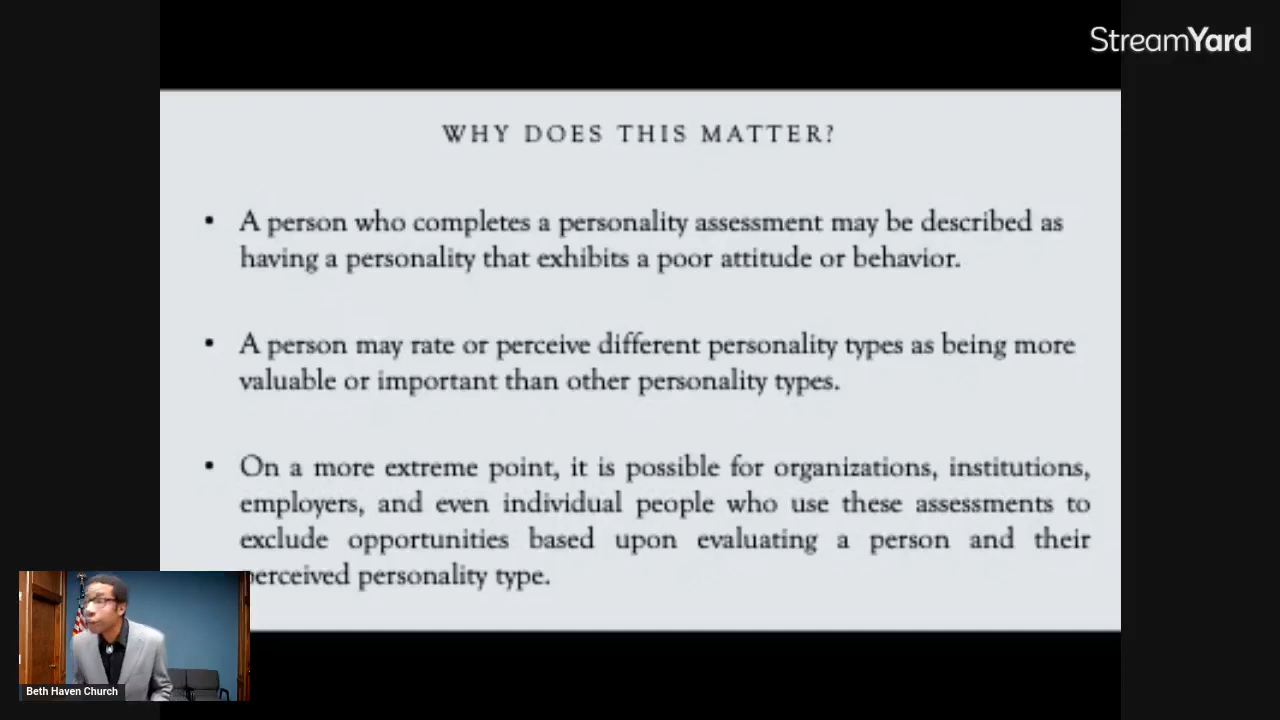 StreamYard
WHY DOES THIS MATTER?
• A person who completes a personality assessment may be described as
having a personality that exhibits a poor attitude or behavior.
• A person may rate or perceive different personality types as being more
valuable or important than other personality types.
• On a more extreme point, it is possible for organizations, institutions,
employers, and even individual people who use these assessments to
exclude opportunities based upon evaluating a person and their
perceived personality type.
Beth Haven Church